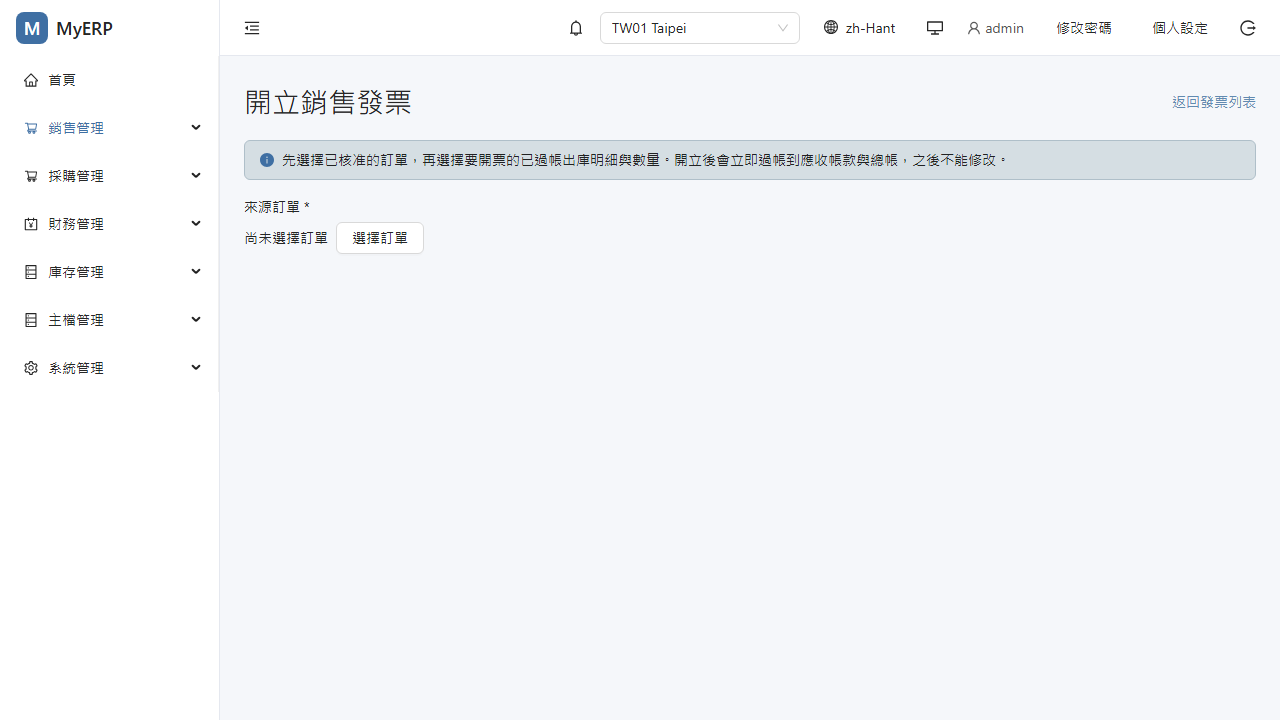 M MyERP
TW01 Taipei
zh-Hant
admin
修改密碼
個人設定
首頁
銷售管理
採購管理
財務管理
庫存管理
主檔管理
系統管理
開立銷售發票
返回發票列表
先選擇已核准的訂單，再選擇要開票的已過帳出庫明細與數量。開立後會立即過帳到應收帳款與總帳，之後不能修改。
來源訂單 *
尚未選擇訂單 選擇訂單